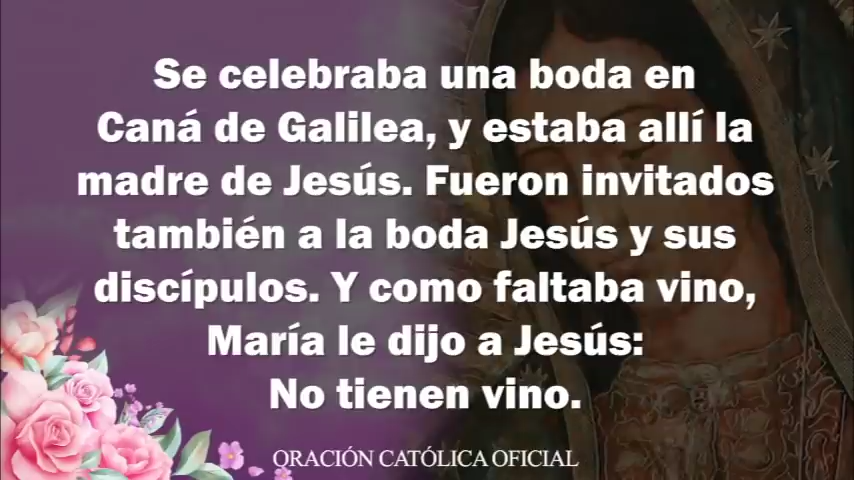 Se celebraba una boda en
Caná de Galilea, y estaba allí la
madre de Jesús. Fueron invitados
también a la boda Jesús y sus
discípulos. Y como faltaba vino,
María le dijo a Jesús:
No tienen vino.
ORACIÓN CATÓLICA OFICIAL